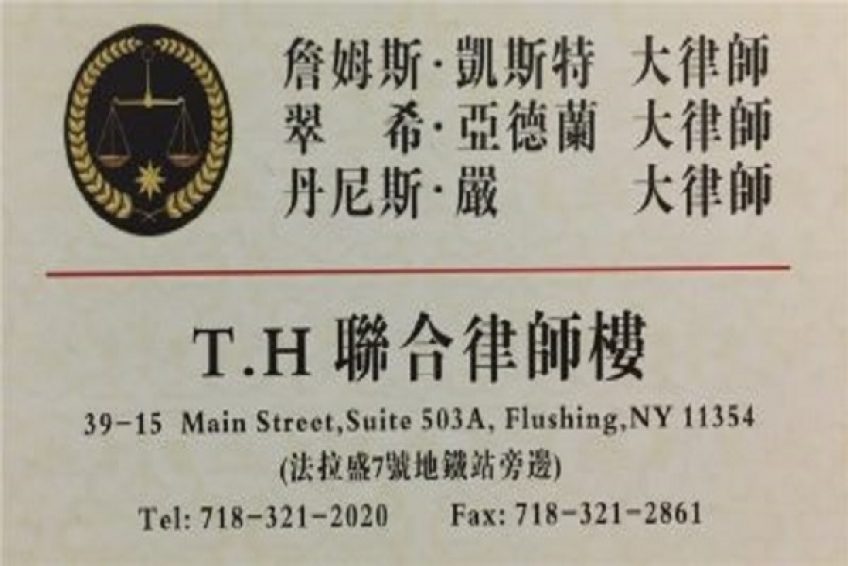 詹姆斯·凱斯特 大律師
翠 希·亞德蘭 大律師
丹尼斯·嚴 大律師
T.H 聯合律師樓
39-15 Main Street,Suite 503A, Flushing,NY 11354
(法拉盛7號地鐵站旁邊)
Tel: 718-321-2020 Fax: 718-321-2861